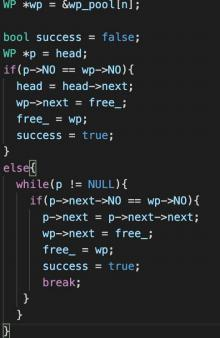 WP *wp = &wp_pool[n];
bool success = false;
WP *p = head;
if(p->NO == wp->NO){
head = head->next;
wp->next = free_;
free_ = wp;
success = true;
}
else{
while(p != NULL){
if(p->next->NO == wp->NO){
p->next = p->next->next;
wp->next = free_;
free_ = wp;
success = true;
break;
}
}
}